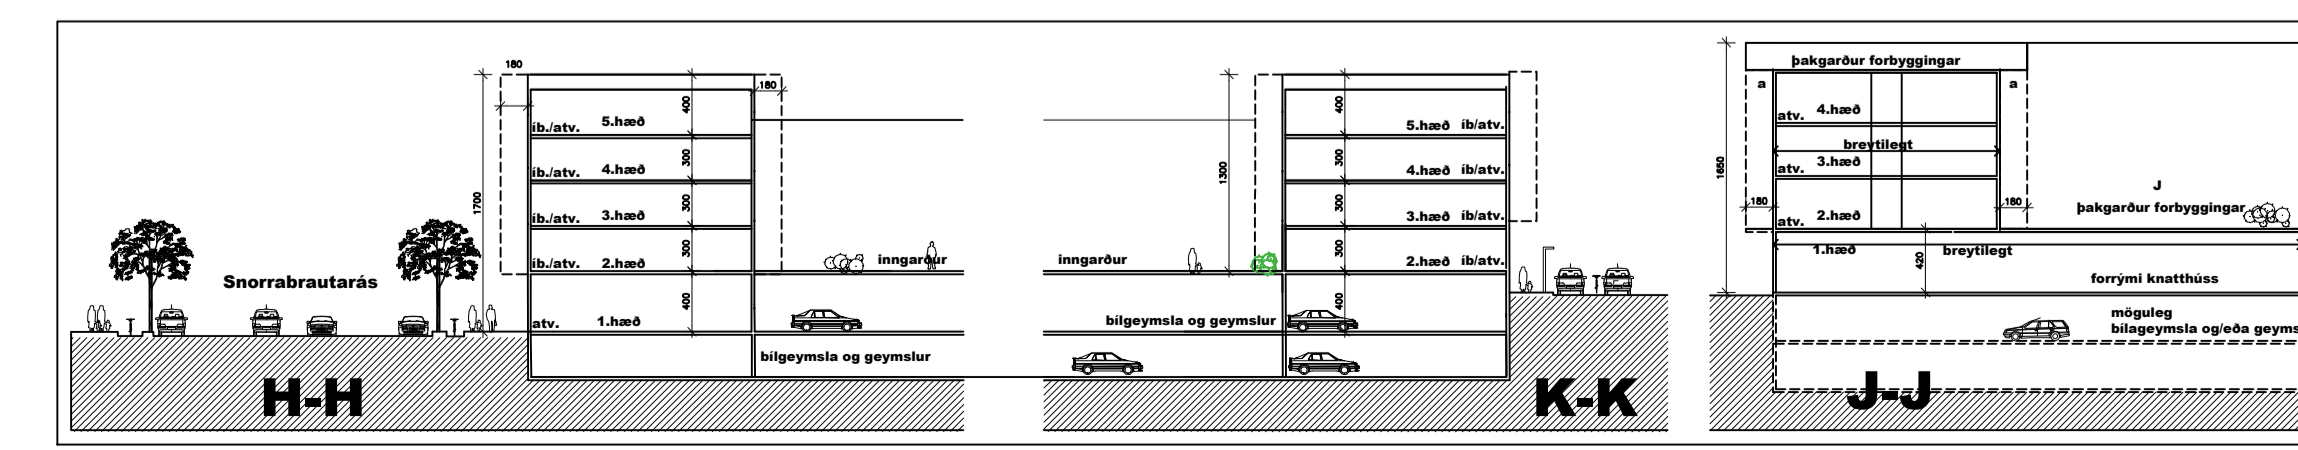 180
180
1700
400
300
300
300
400
íb./atv. 5.hæð
íb./atv. 4.hæð
íb./atv. 3.hæð
íb./atv. 2.hæð
atv. 1.hæð
Snorrabrautarás
inngarður
bílgeymsla og geymslur
H-H
1300
400
300
300
300
400
5.hæð íb/atv.
4.hæð íb/atv.
3.hæð íb/atv.
2.hæð íb/atv.
inngarður
bílgeymsla og geymslur
K-K
þakgarður forbyggingar
a
a
1650
atv. 4.hæð
breytilegt
atv. 3.hæð
atv. 2.hæð
180
180
J
þakgarður forbyggingar
1.hæð
breytilegt
420
forrými knatthúss
möguleg
bílageymsla og/eða geyms
J-J